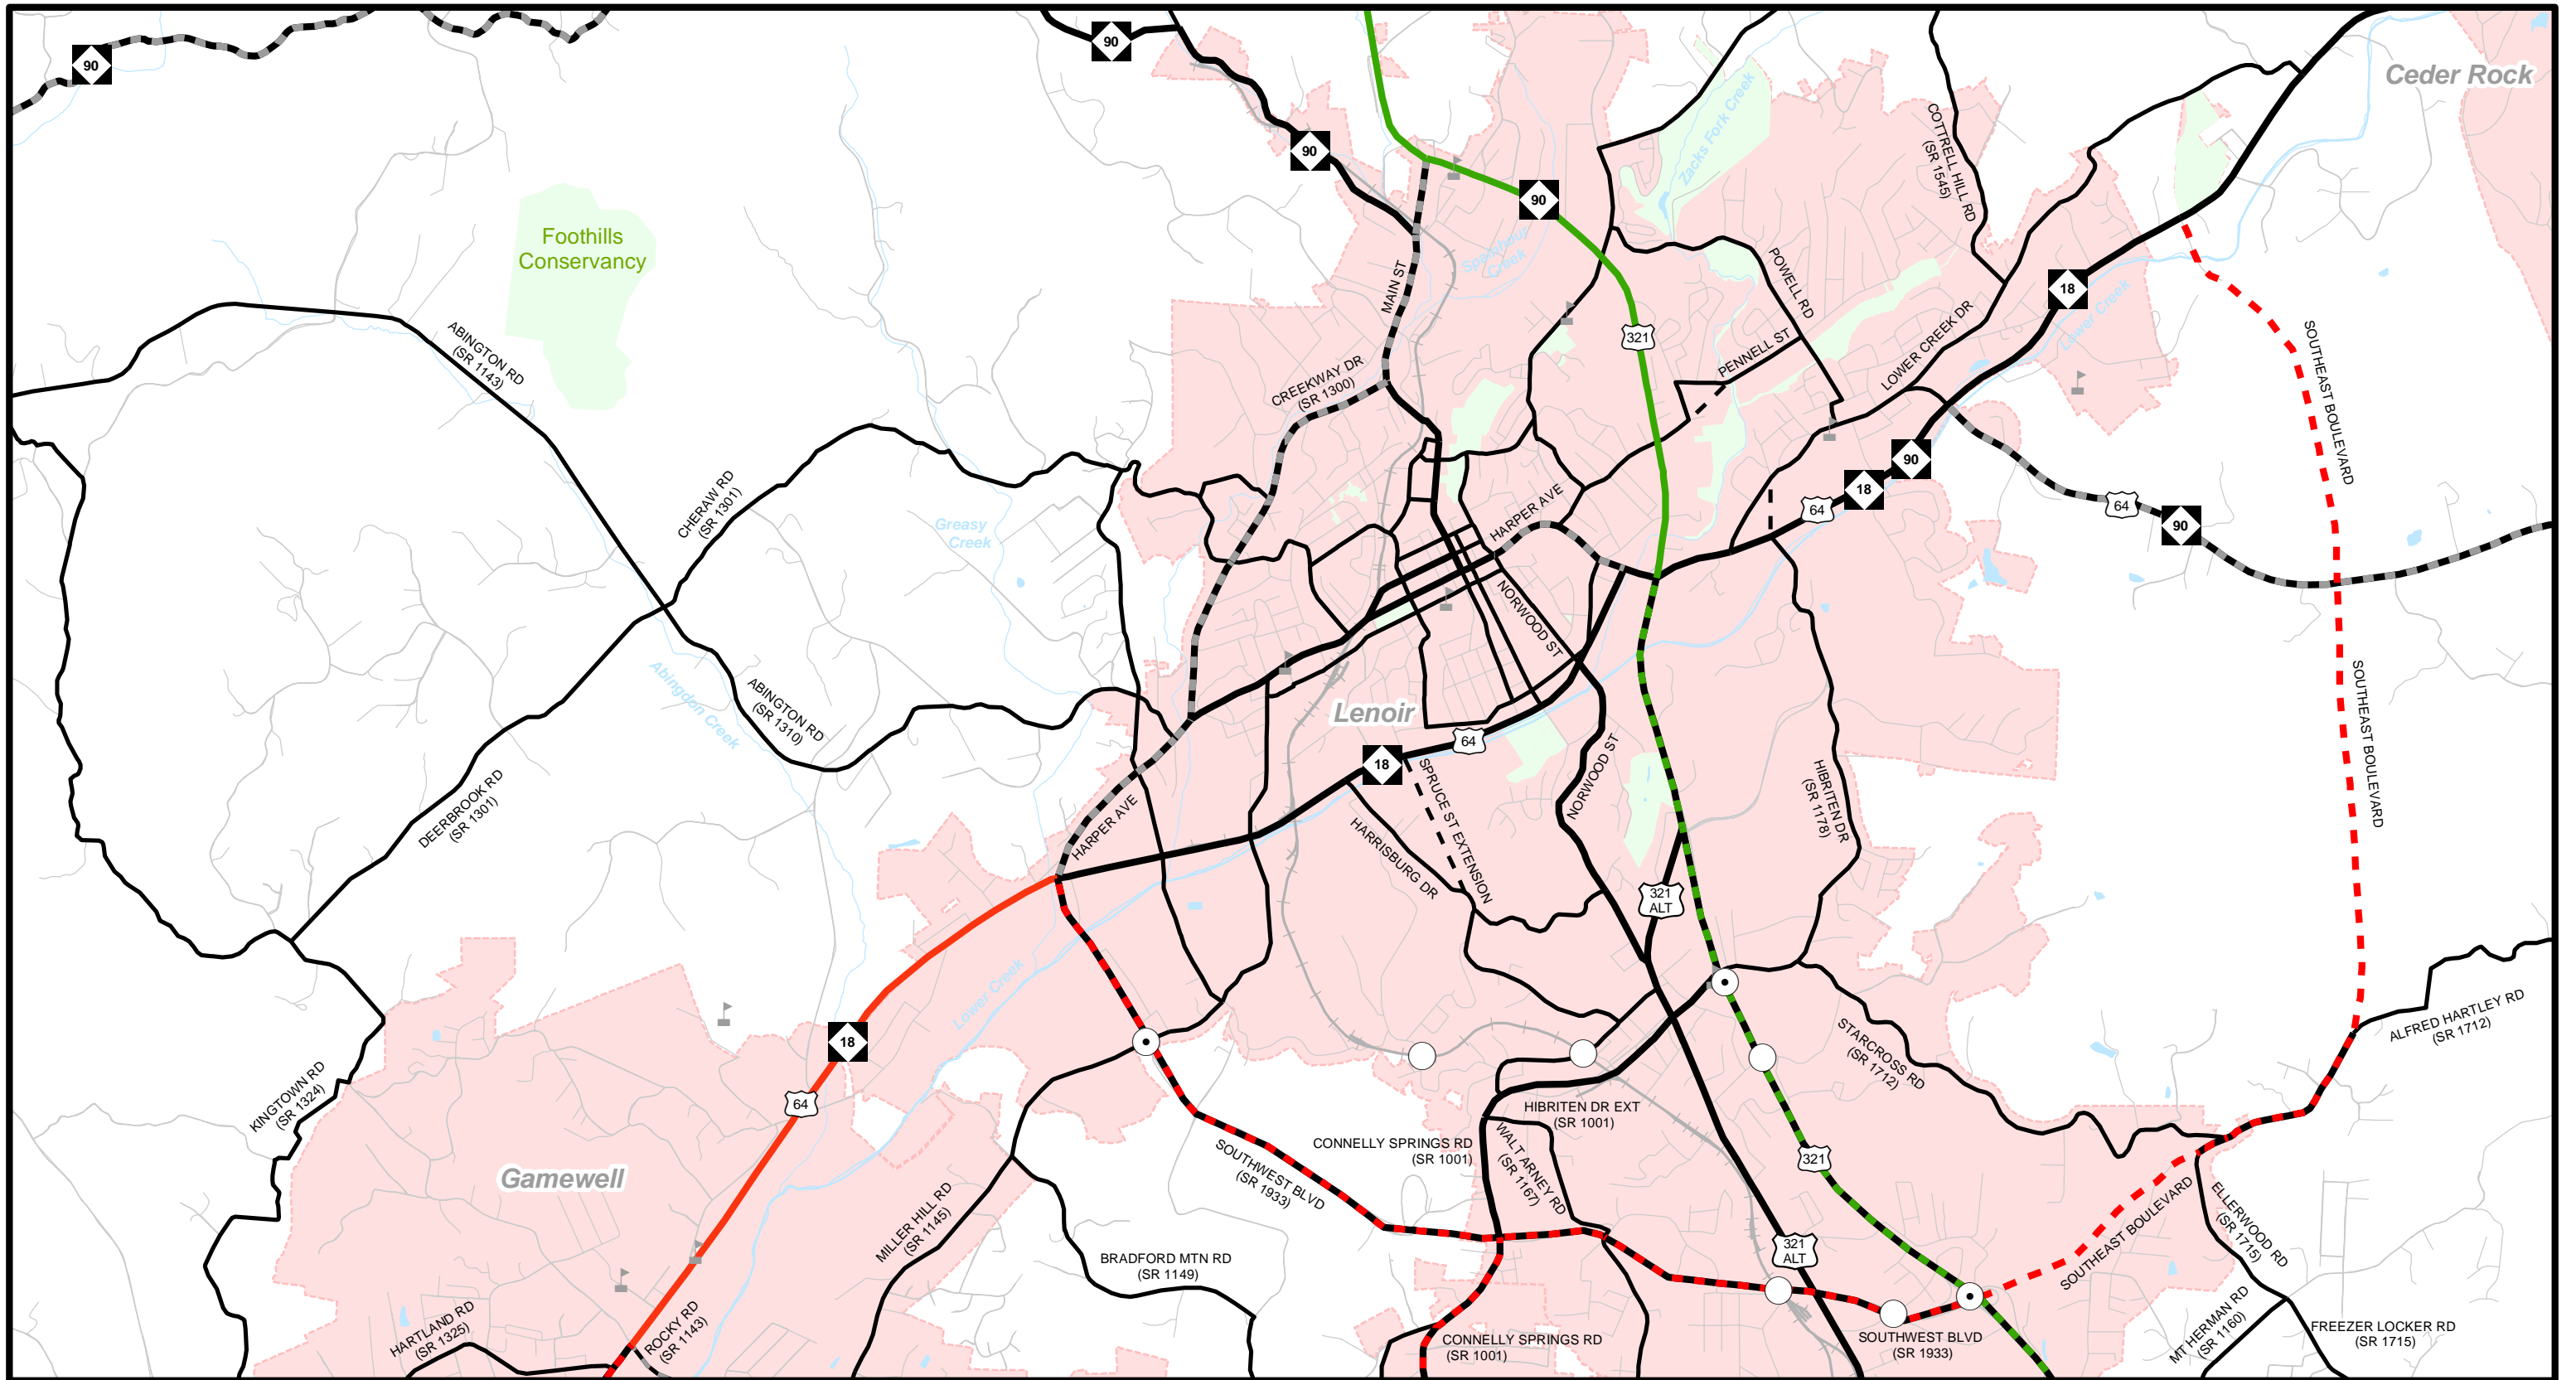 90
90
Ceder Rock
90
90
Zacks Fork Creek
COTTRELL HILL RD
(SR 1545)
Foothills
Conservancy
Spainhour
Creek
MAIN ST
POWELL RD
18
Lower Creek
321
ABINGTON RD
(SR 1143)
PENNELL ST
LOWER CREEK DR
SOUTHEAST BOULEVARD
CREEKWAY DR
(SR 1300)
90
18
64
64
90
CHERAW RD
(SR 1301)
Greasy
Creek
HARPER AVE
NORWOOD ST
Abingdon Creek
ABINGTON RD
(SR 1310)
Lenoir
64
18
SOUTHEAST BOULEVARD
NORWOOD ST
SPRUCE ST EXTENSION
HIBRITEN DR
(SR 1178)
DEERBROOK RD
(SR 1301)
HARPER AVE
HARRISBURG DR
321
ALT
Lower Creek
18
ALFRED HARTLEY RD
(SR 1712)
STARCROSS RD
(SR 1712)
KINGTOWN RD
(SR 1324)
64
HIBRITEN DR EXT
(SR 1001)
CONNELLY SPRINGS RD
(SR 1001)
WALT ARNEY RD
(SR 1167)
321
Gamewell
SOUTHWEST BLVD
(SR 1933)
MILLER HILL RD
(SR 1145)
BRADFORD MTN RD
(SR 1149)
321
ALT
SOUTHEAST BOULEVARD
ELLERWOOD RD
(SR 1715)
HARTLAND RD
(SR 1325)
ROCKY RD
(SR 1143)
CONNELLY SPRINGS RD
(SR 1001)
SOUTHWEST BLVD
(SR 1933)
MT HERMAN RD
(SR 1160)
FREEZER LOCKER RD
(SR 1715)